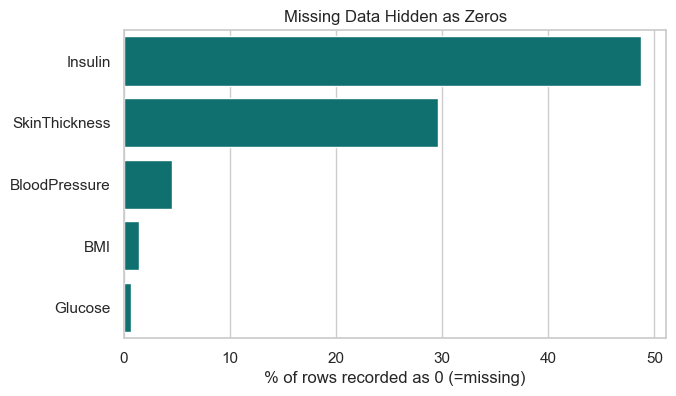 Missing Data Hidden as Zeros
Insulin
SkinThickness
BloodPressure
BMI
Glucose
0 10 20 30 40 50
% of rows recorded as 0 (=missing)